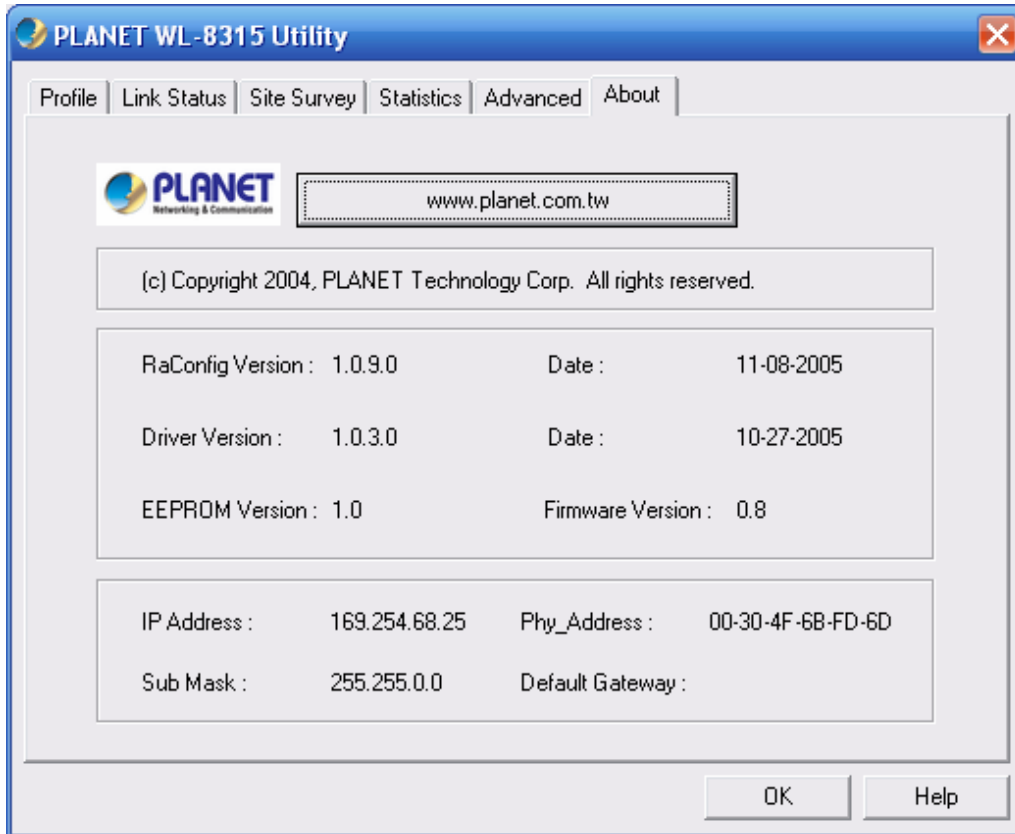 PLANET WL-8315 Utility
Profile Link Status Site Survey Statistics Advanced About
PLANET
Networking & Communication
www.planet.com.tw
(c) Copyright 2004, PLANET Technology Corp. All rights reserved.
RaConfig Version : 1.0.9.0 Date : 11-08-2005
Driver Version : 1.0.3.0 Date : 10-27-2005
EEPROM Version : 1.0 Firmware Version : 0.8
IP Address : 169.254.68.25 Phy_Address : 00-30-4F-6B-FD-6D
Sub Mask : 255.255.0.0 Default Gateway :
OK Help